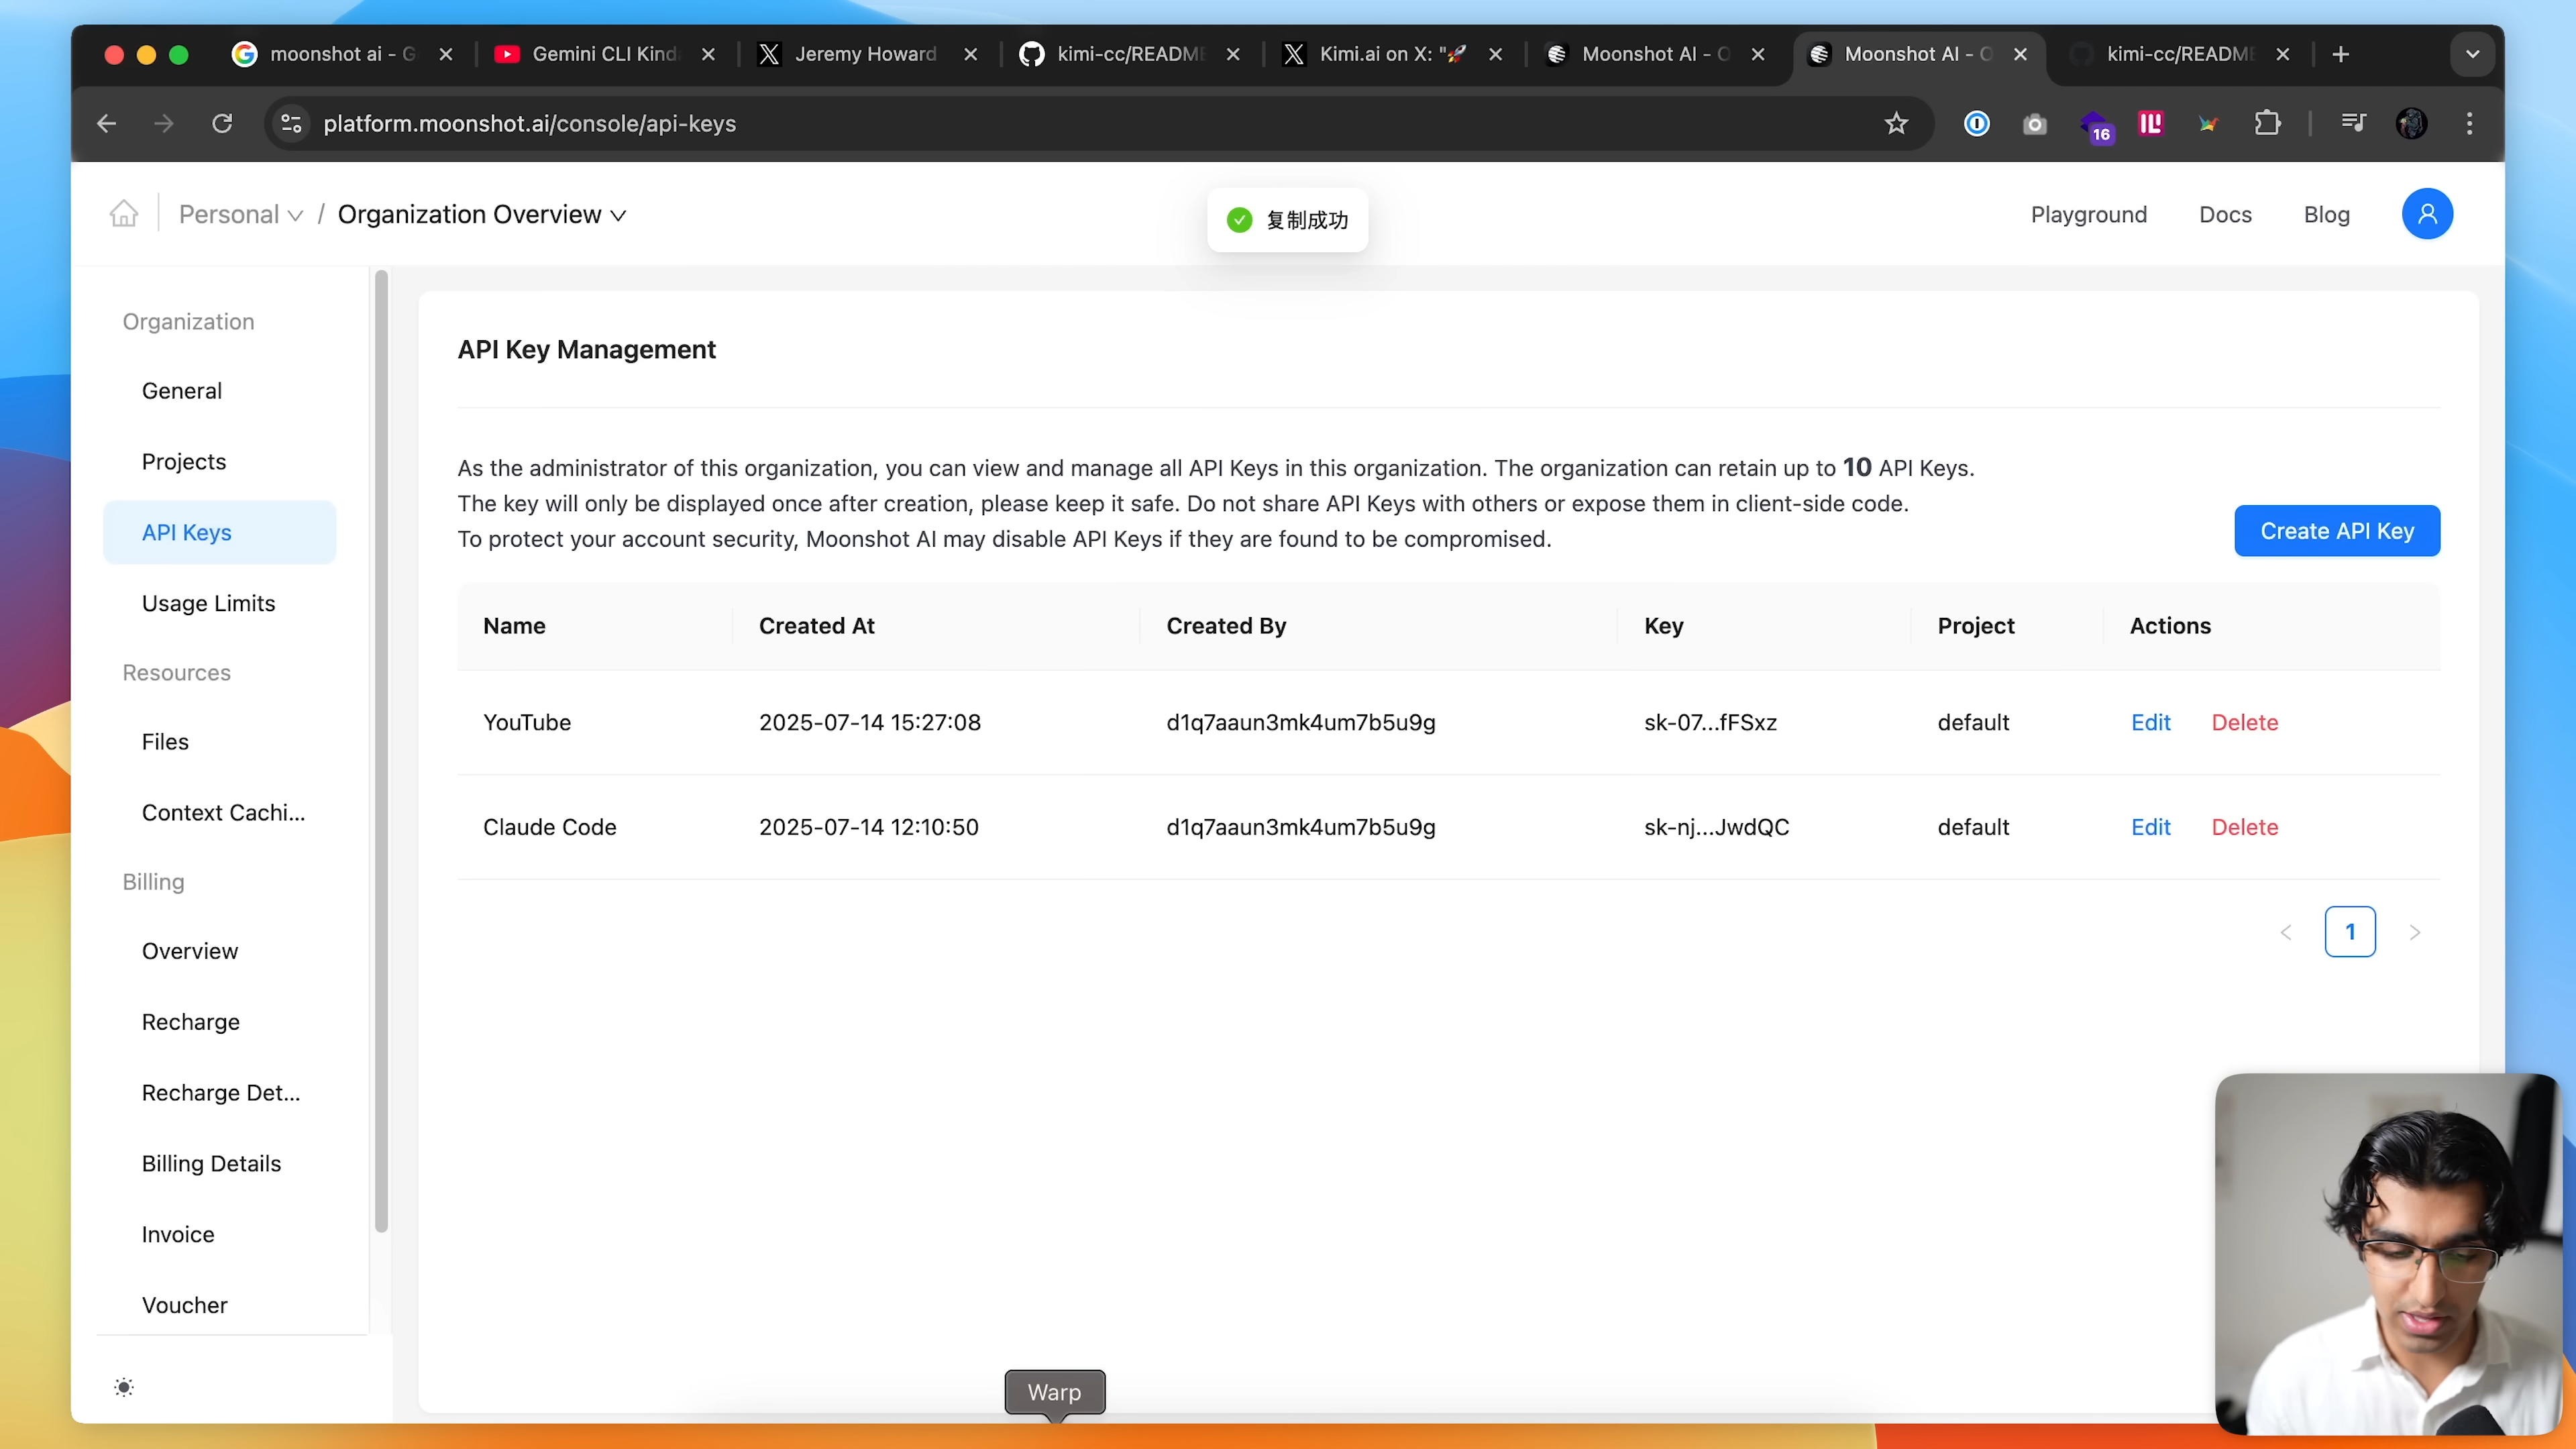 moonshot ai - G
Gemini CLI Kind
Jeremy Howard
kimi-cc/README
Kimi.ai on X: "🚀
Moonshot AI - O
Moonshot AI - O
kimi-cc/README
platform.moonshot.ai/console/api-keys
16
Personal / Organization Overview
复制成功
Playground
Docs
Blog
Organization
General
Projects
API Keys
Usage Limits
Resources
Files
Context Cachi...
Billing
Overview
Recharge
Recharge Det...
Billing Details
Invoice
Voucher
API Key Management
As the administrator of this organization, you can view and manage all API Keys in this organization. The organization can retain up to 10 API Keys.
The key will only be displayed once after creation, please keep it safe. Do not share API Keys with others or expose them in client-side code.
To protect your account security, Moonshot AI may disable API Keys if they are found to be compromised.
Create API Key
Name Created At Created By Key Project Actions
YouTube 2025-07-14 15:27:08 d1q7aaun3mk4um7b5u9g sk-07...fFSxz default Edit Delete
Claude Code 2025-07-14 12:10:50 d1q7aaun3mk4um7b5u9g sk-nj...JwdQC default Edit Delete
1
Warp